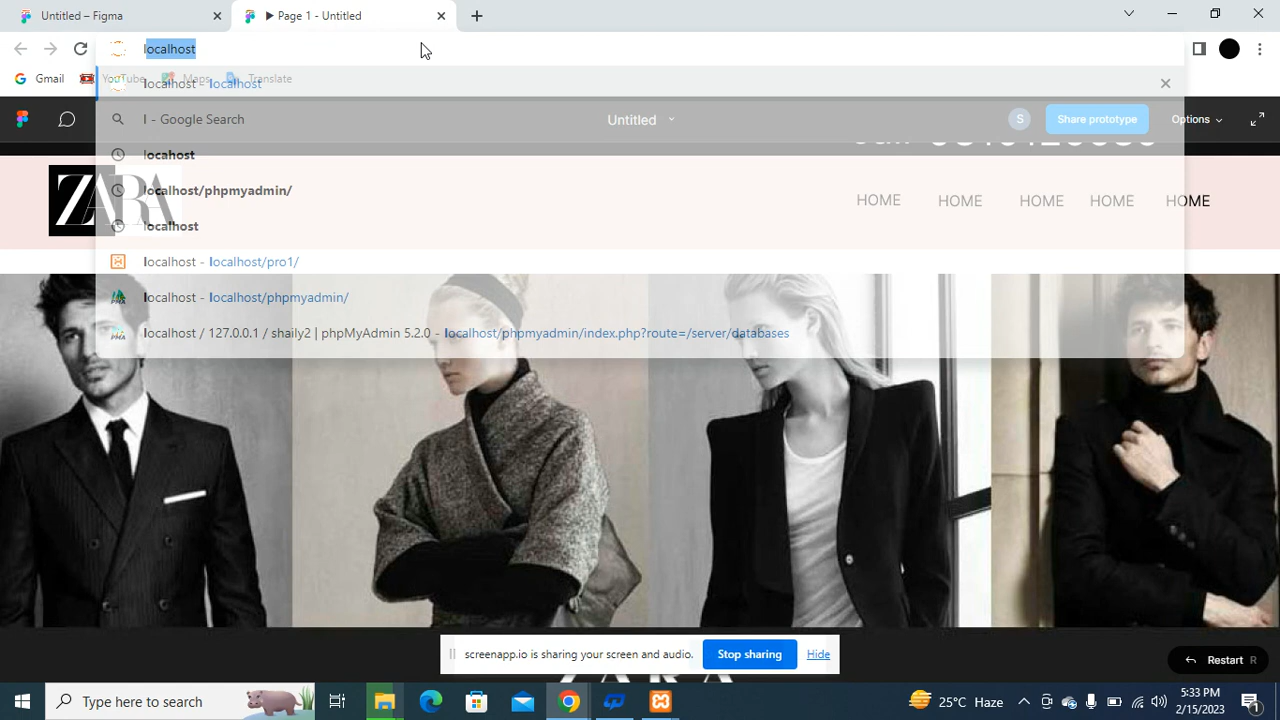 Untitled – Figma
Page 1 - Untitled
localhost
Gmail YouTube Maps Translate
localhost - localhost
l - Google Search
Untitled
S
Share prototype
Options
locahost
localhost/phpmyadmin/
ZARA
HOME HOME HOME HOME HOME
localhost
localhost - localhost/pro1/
localhost - localhost/phpmyadmin/
localhost / 127.0.0.1 / shaily2 | phpMyAdmin 5.2.0 - localhost/phpmyadmin/index.php?route=/server/databases
screenapp.io is sharing your screen and audio.
Stop sharing
Hide
Restart R
Type here to search
25°C Haze
5:33 PM
2/15/2023
1